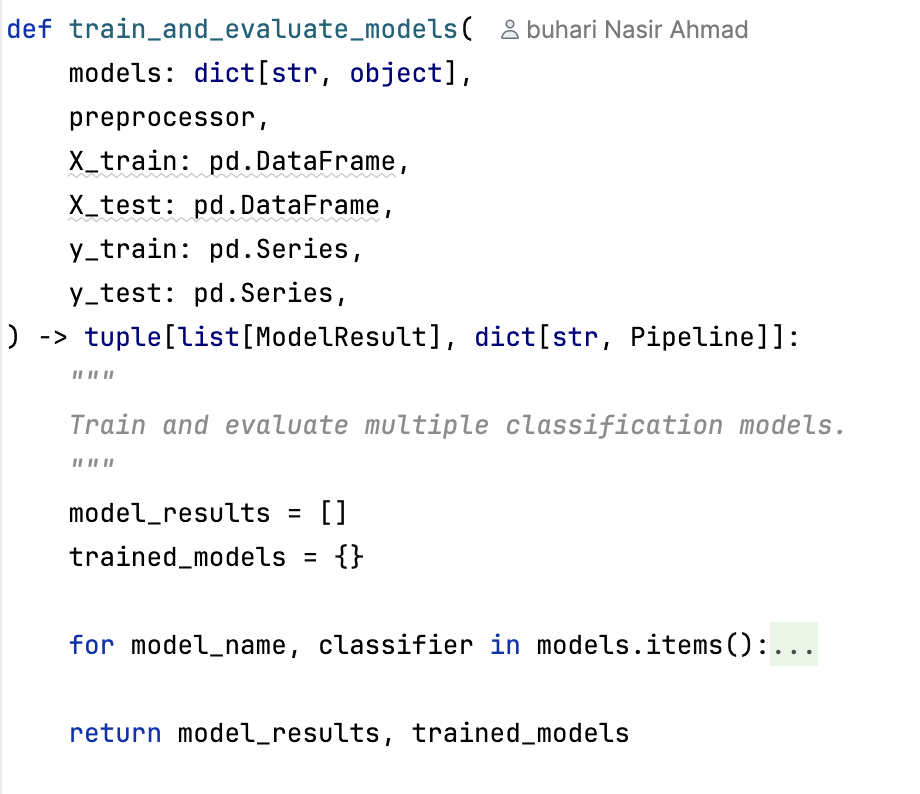 def train_and_evaluate_models( buhari Nasir Ahmad
    models: dict[str, object],
    preprocessor,
    X_train: pd.DataFrame,
    X_test: pd.DataFrame,
    y_train: pd.Series,
    y_test: pd.Series,
) -> tuple[list[ModelResult], dict[str, Pipeline]]:
    """
    Train and evaluate multiple classification models.
    """
    model_results = []
    trained_models = {}
    for model_name, classifier in models.items():...
    return model_results, trained_models